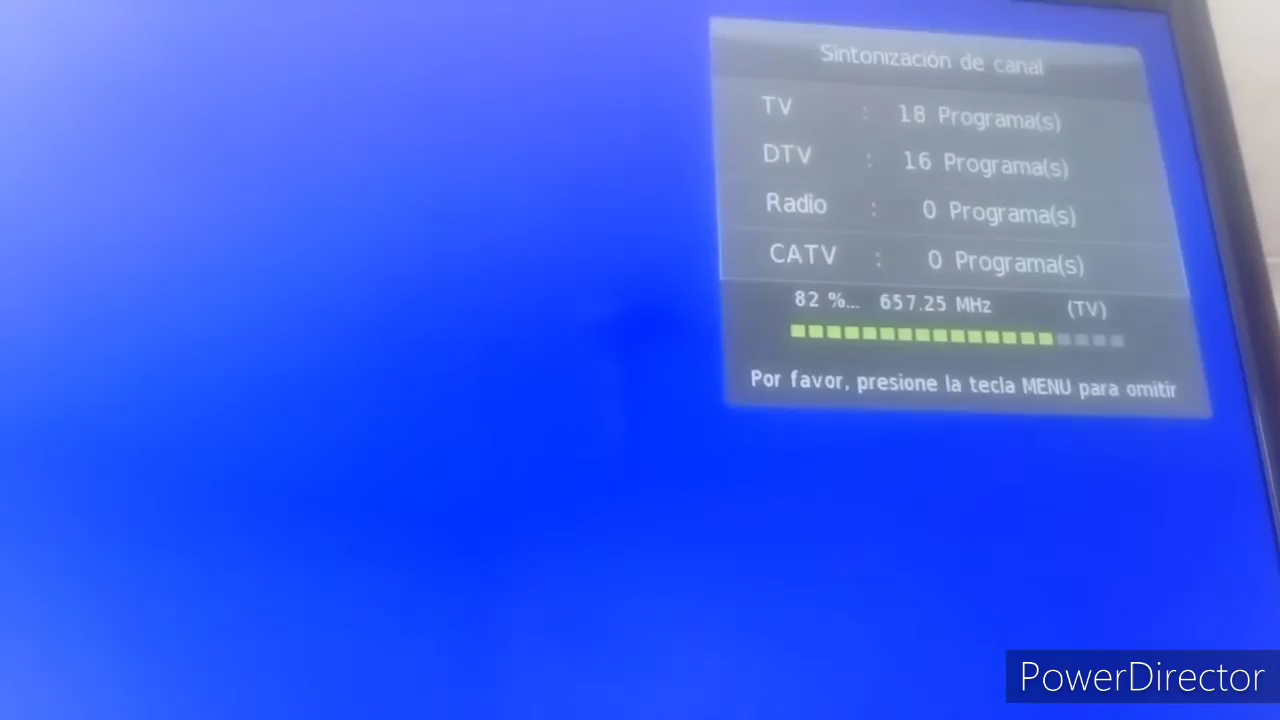 Sintonización de canal
TV : 18 Programa(s)
DTV : 16 Programa(s)
Radio : 0 Programa(s)
CATV : 0 Programa(s)
82 %... 657.25 MHz (TV)
Por favor, presione la tecla MENU para omitir
PowerDirector